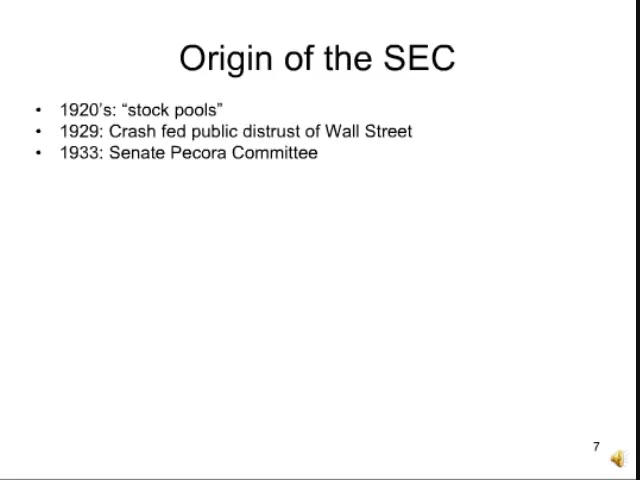 Origin of the SEC
• 1920's: “stock pools”
• 1929: Crash fed public distrust of Wall Street
• 1933: Senate Pecora Committee
7